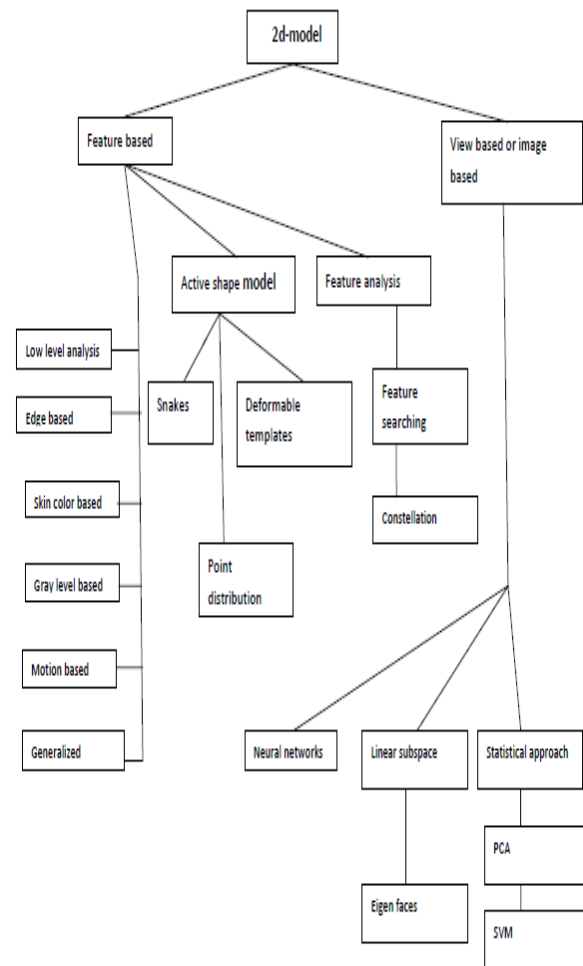 2d-model
Feature based
View based or image
based
Active shape model
Feature analysis
Low level analysis
Snakes
Deformable
templates
Feature
searching
Edge based
Skin color based
Constellation
Gray level based
Point
distribution
Motion based
Generalized
Neural networks
Linear subspace
Statistical approach
PCA
Eigen faces
SVM